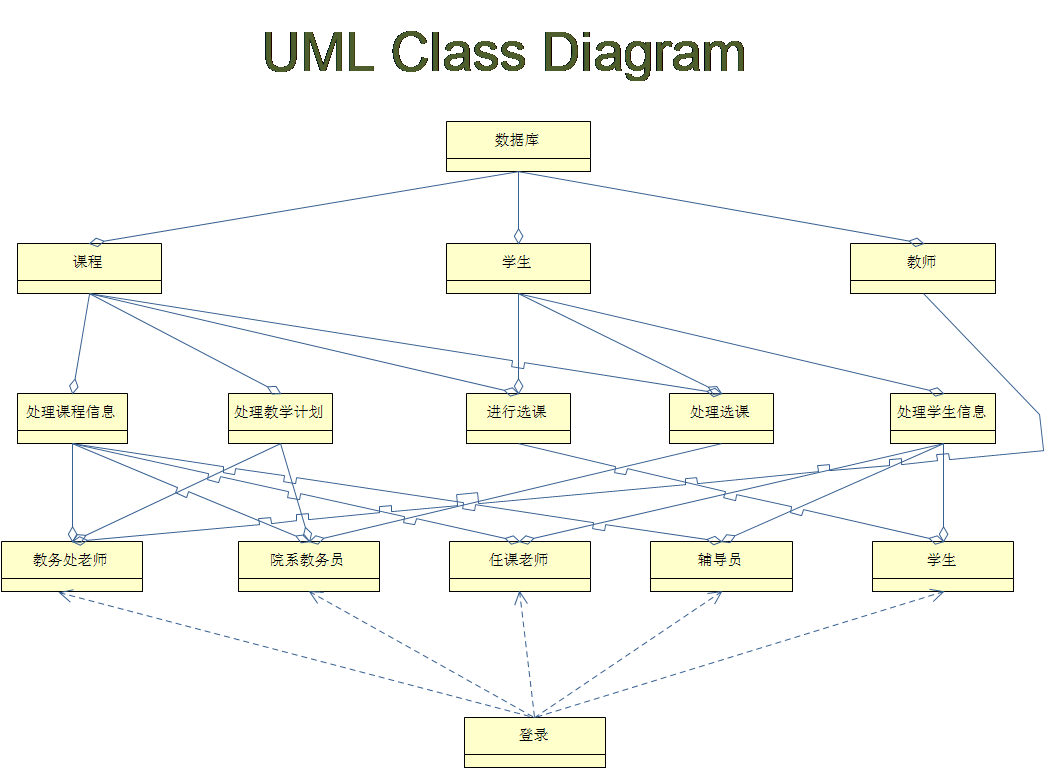 UML Class Diagram
数据库
课程
学生
教师
处理课程信息
处理教学计划
进行选课
处理选课
处理学生信息
教务处老师
院系教务员
任课老师
辅导员
学生
登录